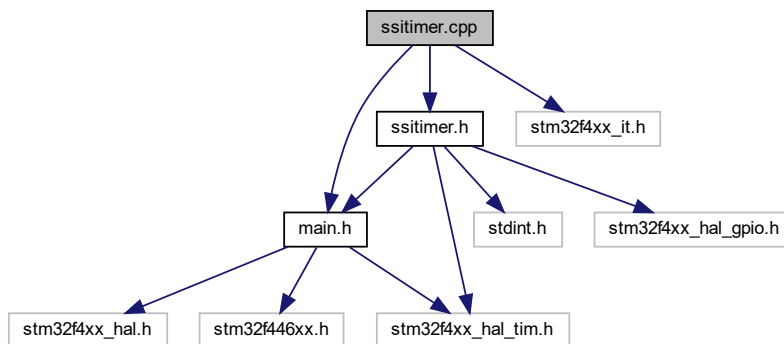 ssitimer.cpp
ssitimer.h
stm32f4xx_it.h
main.h
stdint.h
stm32f4xx_hal_gpio.h
stm32f4xx_hal.h
stm32f446xx.h
stm32f4xx_hal_tim.h